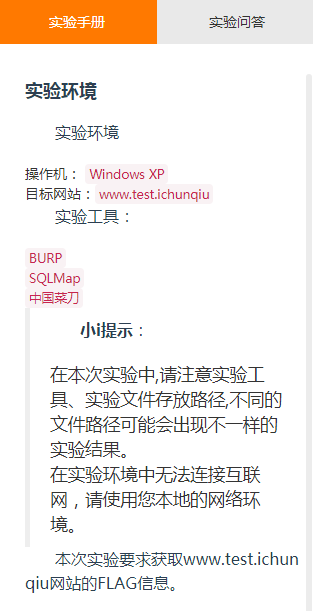 实验手册 实验问答
实验环境
实验环境
操作机： Windows XP
目标网站：www.test.ichunqiu
实验工具：
BURP
SQLMap
中国菜刀
小i提示：
在本次实验中,请注意实验工
具、实验文件存放路径,不同的
文件路径可能会出现不一样的
实验结果。
在实验环境中无法连接互联
网，请使用您本地的网络环
境。
本次实验要求获取www.test.ichun
qiu网站的FLAG信息。